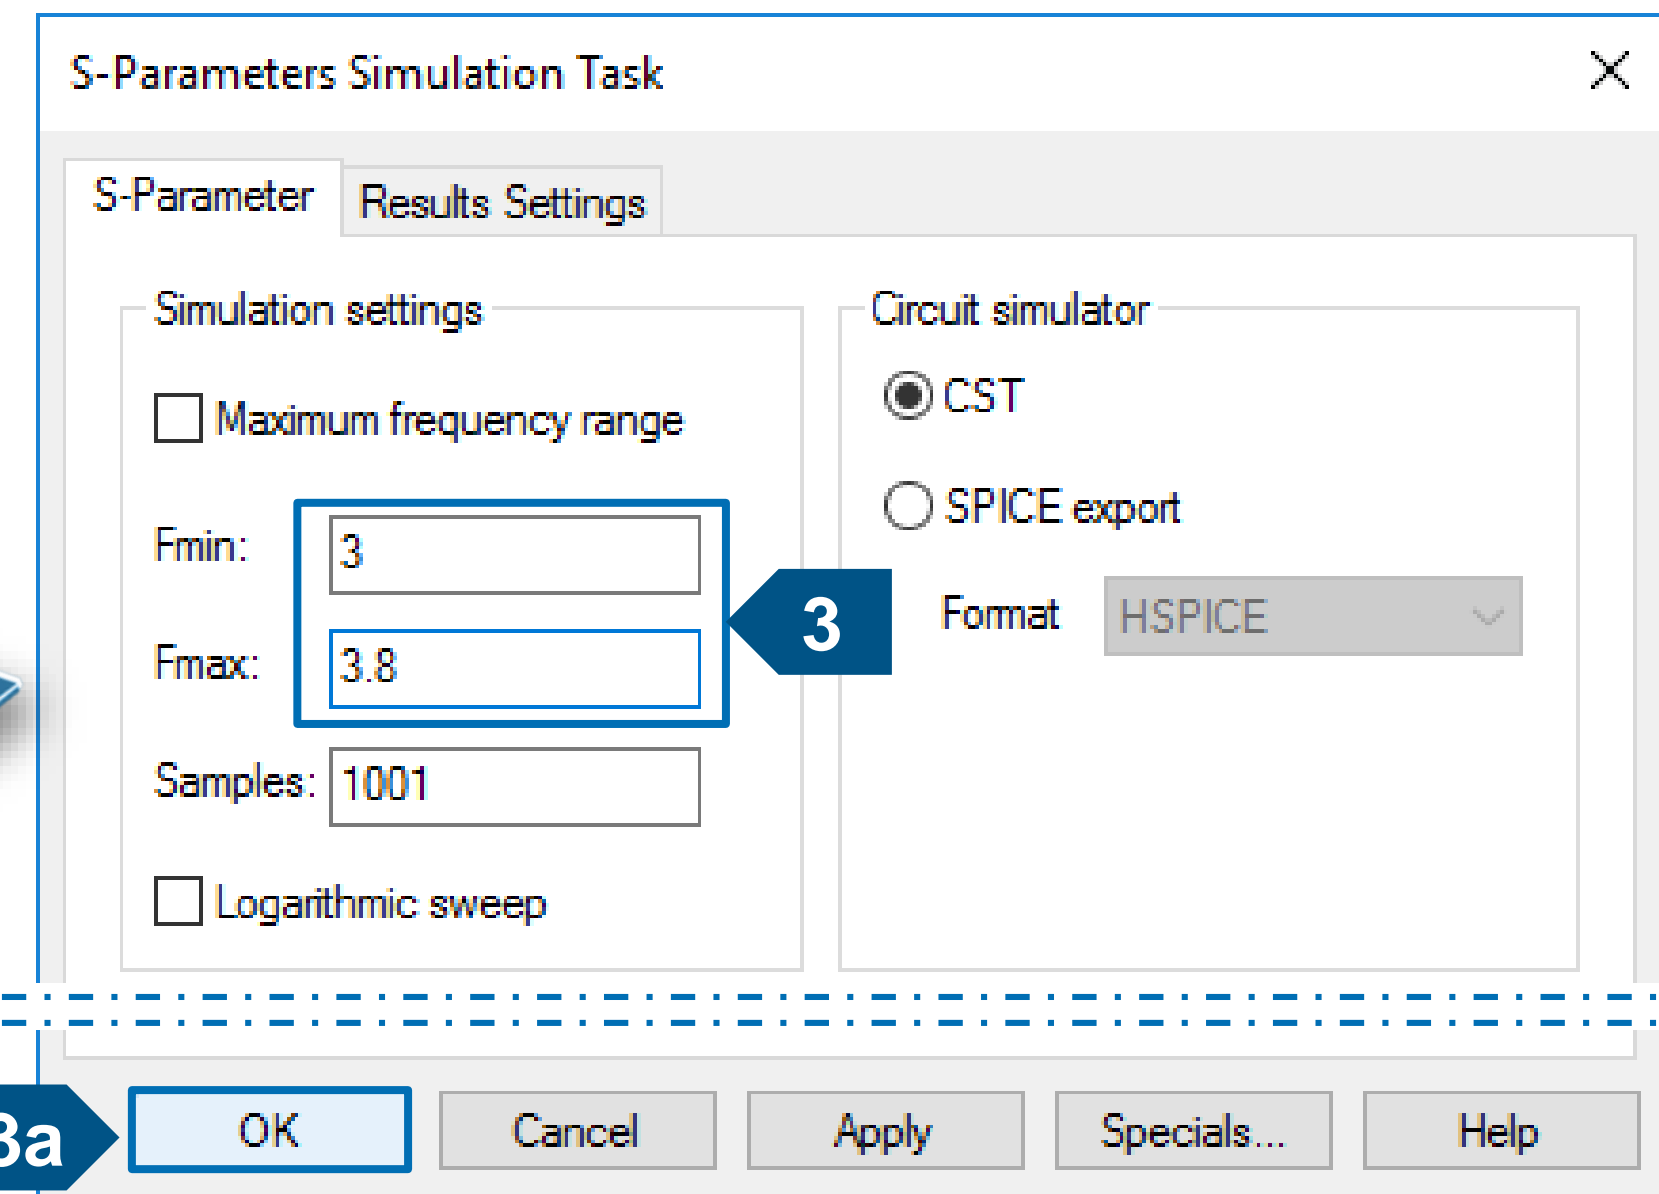 S-Parameters Simulation Task
S-Parameter
Results Settings
Simulation settings
Maximum frequency range
Fmin: 3
Fmax: 3.8
Samples: 1001
Logarithmic sweep
3
Circuit simulator
CST
SPICE export
Format HSPICE
3a
OK
Cancel
Apply
Specials...
Help